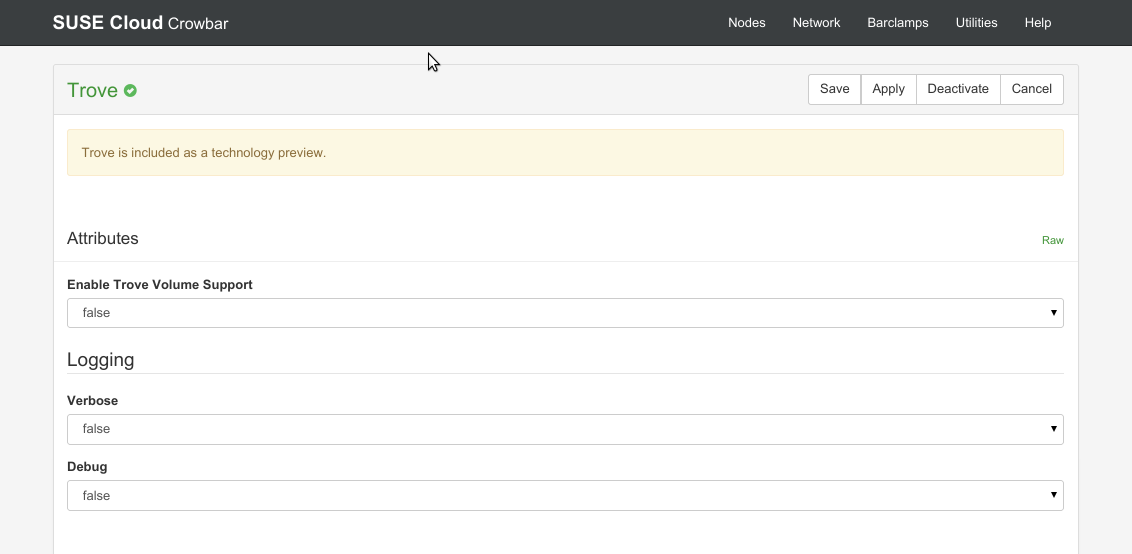 SUSE Cloud Crowbar Nodes Network Barclamps Utilities Help
Trove Save Apply Deactivate Cancel
Trove is included as a technology preview.
Attributes Raw
Enable Trove Volume Support
false
Logging
Verbose
false
Debug
false